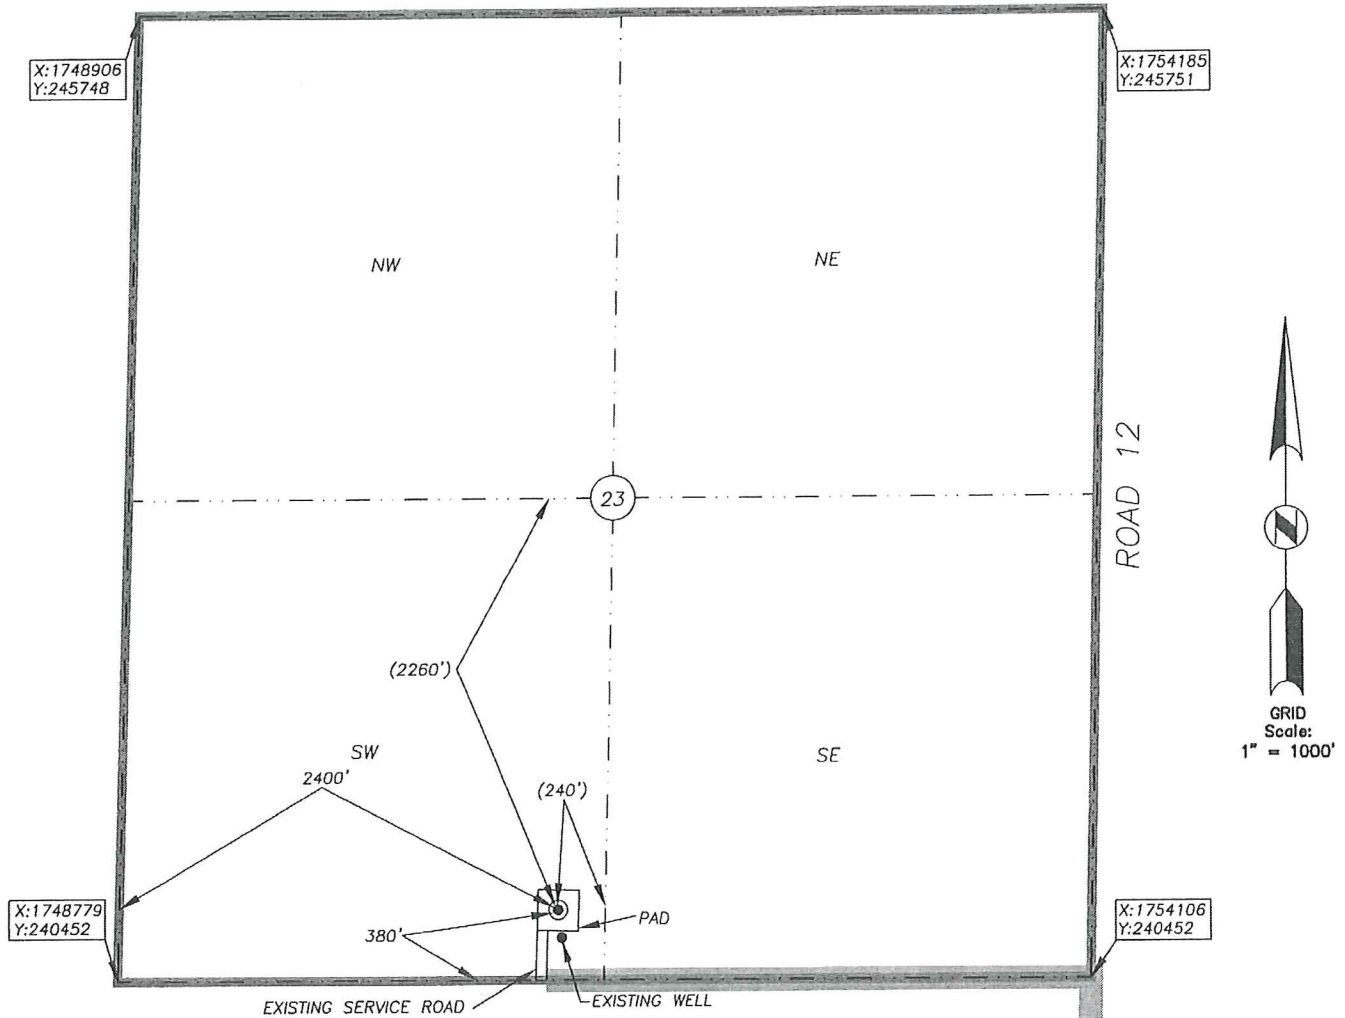 X:1748906
Y:245748
X:1754185
Y:245751
NW
NE
ROAD 12
23
(2260')
SW
2400'
SE
(240')
GRID
Scale:
1" = 1000'
X:1748779
Y:240452
380'
PAD
X:1754106
Y:240452
EXISTING SERVICE ROAD
EXISTING WELL
N